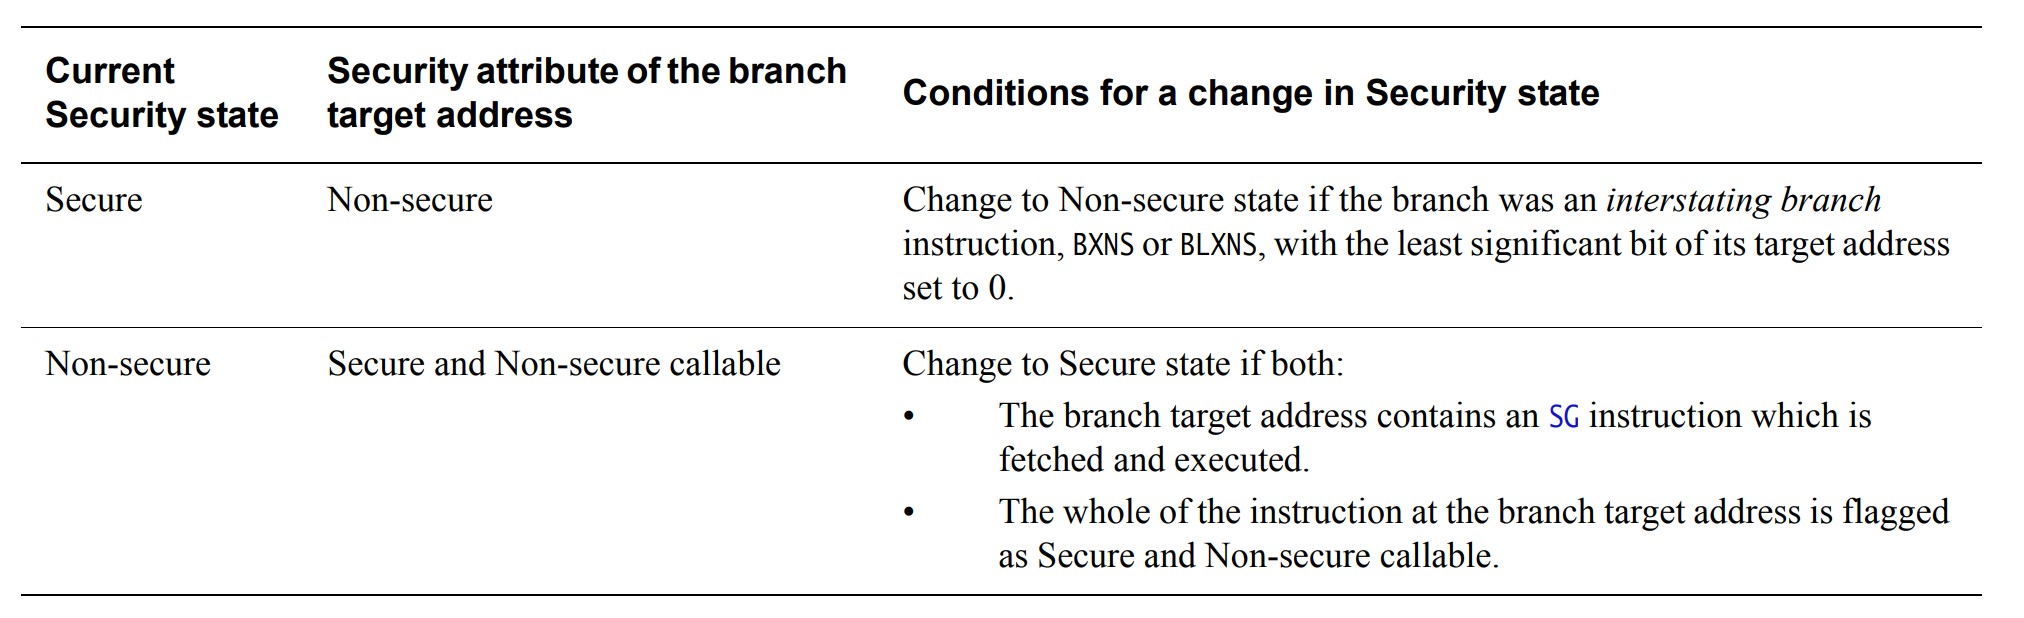 Current
Security state
Security attribute of the branch
target address
Conditions for a change in Security state
Secure
Non-secure
Change to Non-secure state if the branch was an interstating branch
instruction, BXNS or BLXNS, with the least significant bit of its target address
set to 0.
Non-secure
Secure and Non-secure callable
Change to Secure state if both:
• The branch target address contains an SG instruction which is
fetched and executed.
• The whole of the instruction at the branch target address is flagged
as Secure and Non-secure callable.